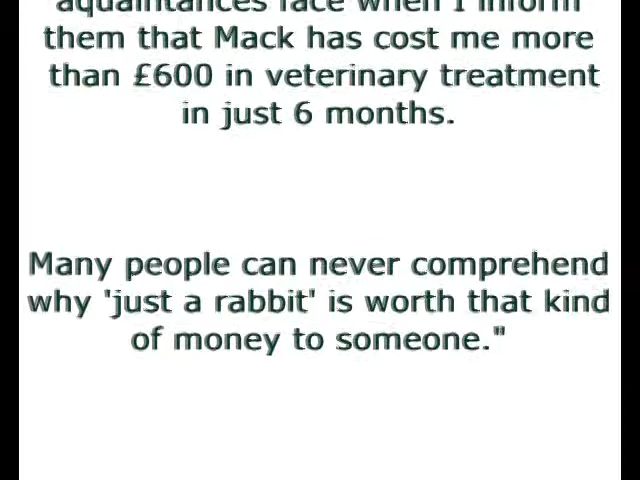 aquaintances face when I inform
them that Mack has cost me more
than £600 in veterinary treatment
in just 6 months.
Many people can never comprehend
why 'just a rabbit' is worth that kind
of money to someone."